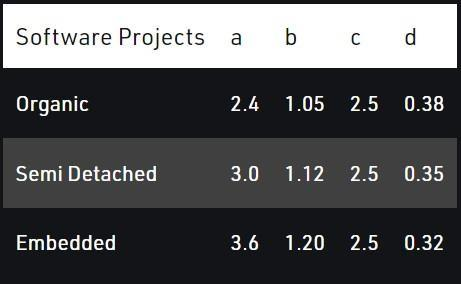 Software Projects a b c d
Organic 2.4 1.05 2.5 0.38
Semi Detached 3.0 1.12 2.5 0.35
Embedded 3.6 1.20 2.5 0.32